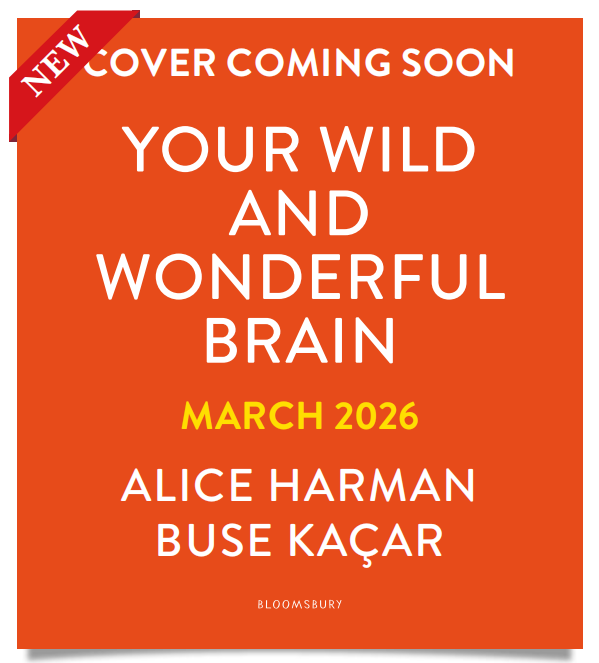 NEW
COVER COMING SOON
YOUR WILD
AND
WONDERFUL
BRAIN
MARCH 2026
ALICE HARMAN
BUSE KAÇAR
BLOOMSBURY